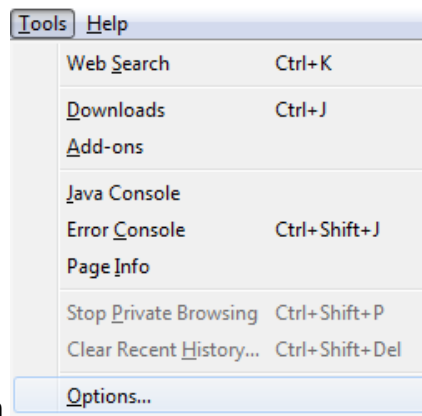 Tools Help
Web Search Ctrl+K
Downloads Ctrl+J
Add-ons
Java Console
Error Console Ctrl+Shift+J
Page Info
Stop Private Browsing Ctrl+Shift+P
Clear Recent History... Ctrl+Shift+Del
Options...